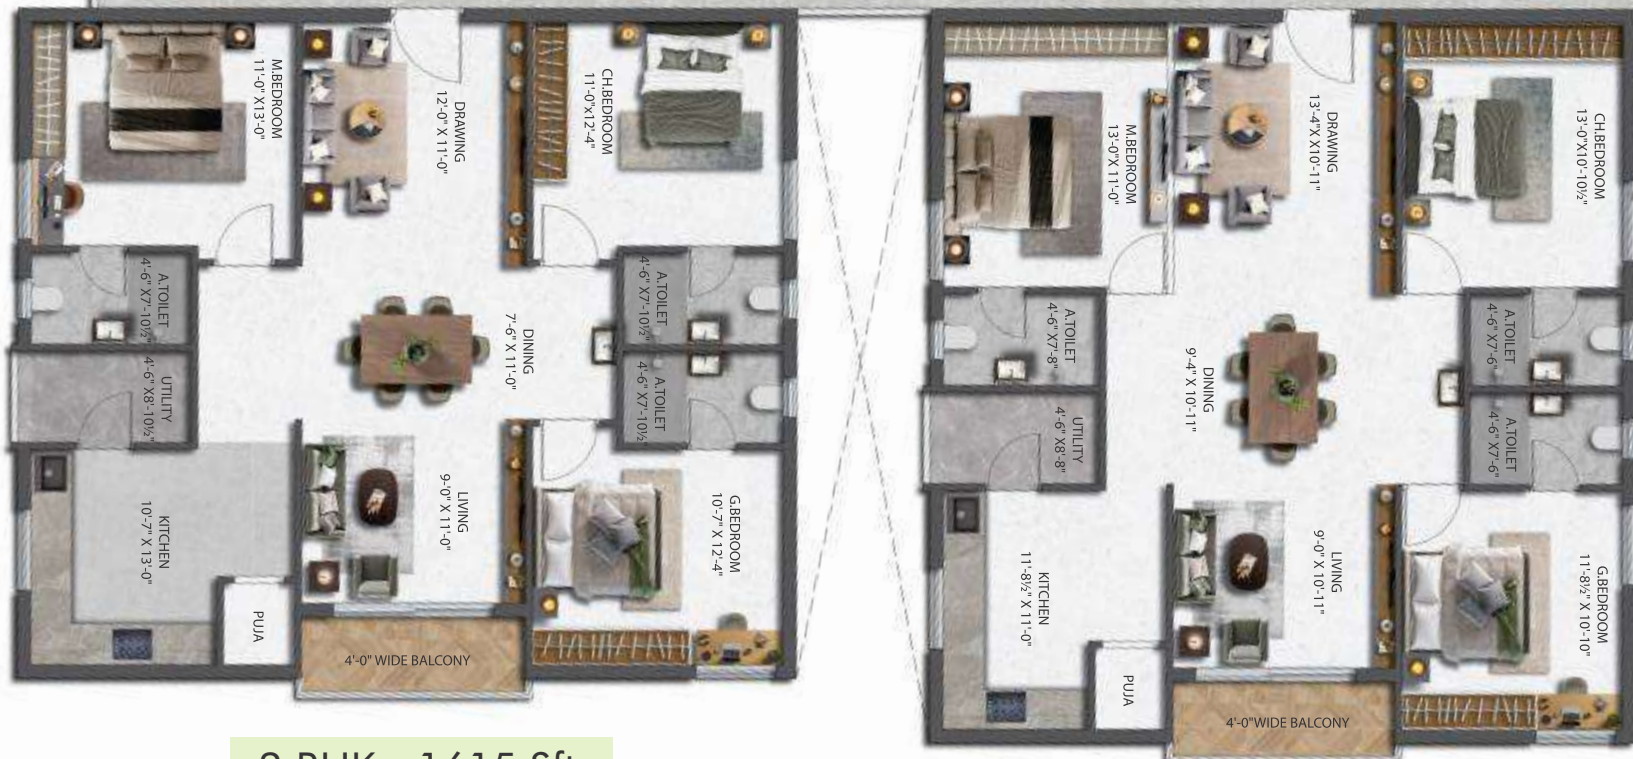 M.BEDROOM
11'-0" X13'-0"
DRAWING
12'-0" X 11'-0"
CH.BEDROOM
11'-0"x12'-4"
A.TOILET
4'-6" X7'-10½"
UTILITY
4'-6" X8'-10½"
DINING
7'-6" X 11'-0"
A.TOILET
4'-6" X7'-10½"
A.TOILET
4'-6" X7'-10½"
KITCHEN
10'-7" X 13'-0"
PUJA
LIVING
9'-0" X 11'-0"
G.BEDROOM
10'-7" X 12'-4"
4'-0" WIDE BALCONY
M.BEDROOM
13'-0"X 11'-0"
DRAWING
13'-4"X10'-11"
CH.BEDROOM
13'-0"X10'-10½"
A.TOILET
4'-6" X7'-8"
UTILITY
4'-6" X8'-8"
DINING
9'-4" X 10'-11"
A.TOILET
4'-6" X7'-6"
A.TOILET
4'-6" X7'-6"
KITCHEN
11'-8½" X 11'-0"
PUJA
LIVING
9'-0" X 10'-11"
G.BEDROOM
11'-8½" X 10'-10"
4'-0"WIDE BALCONY
BHK 1615 Sft